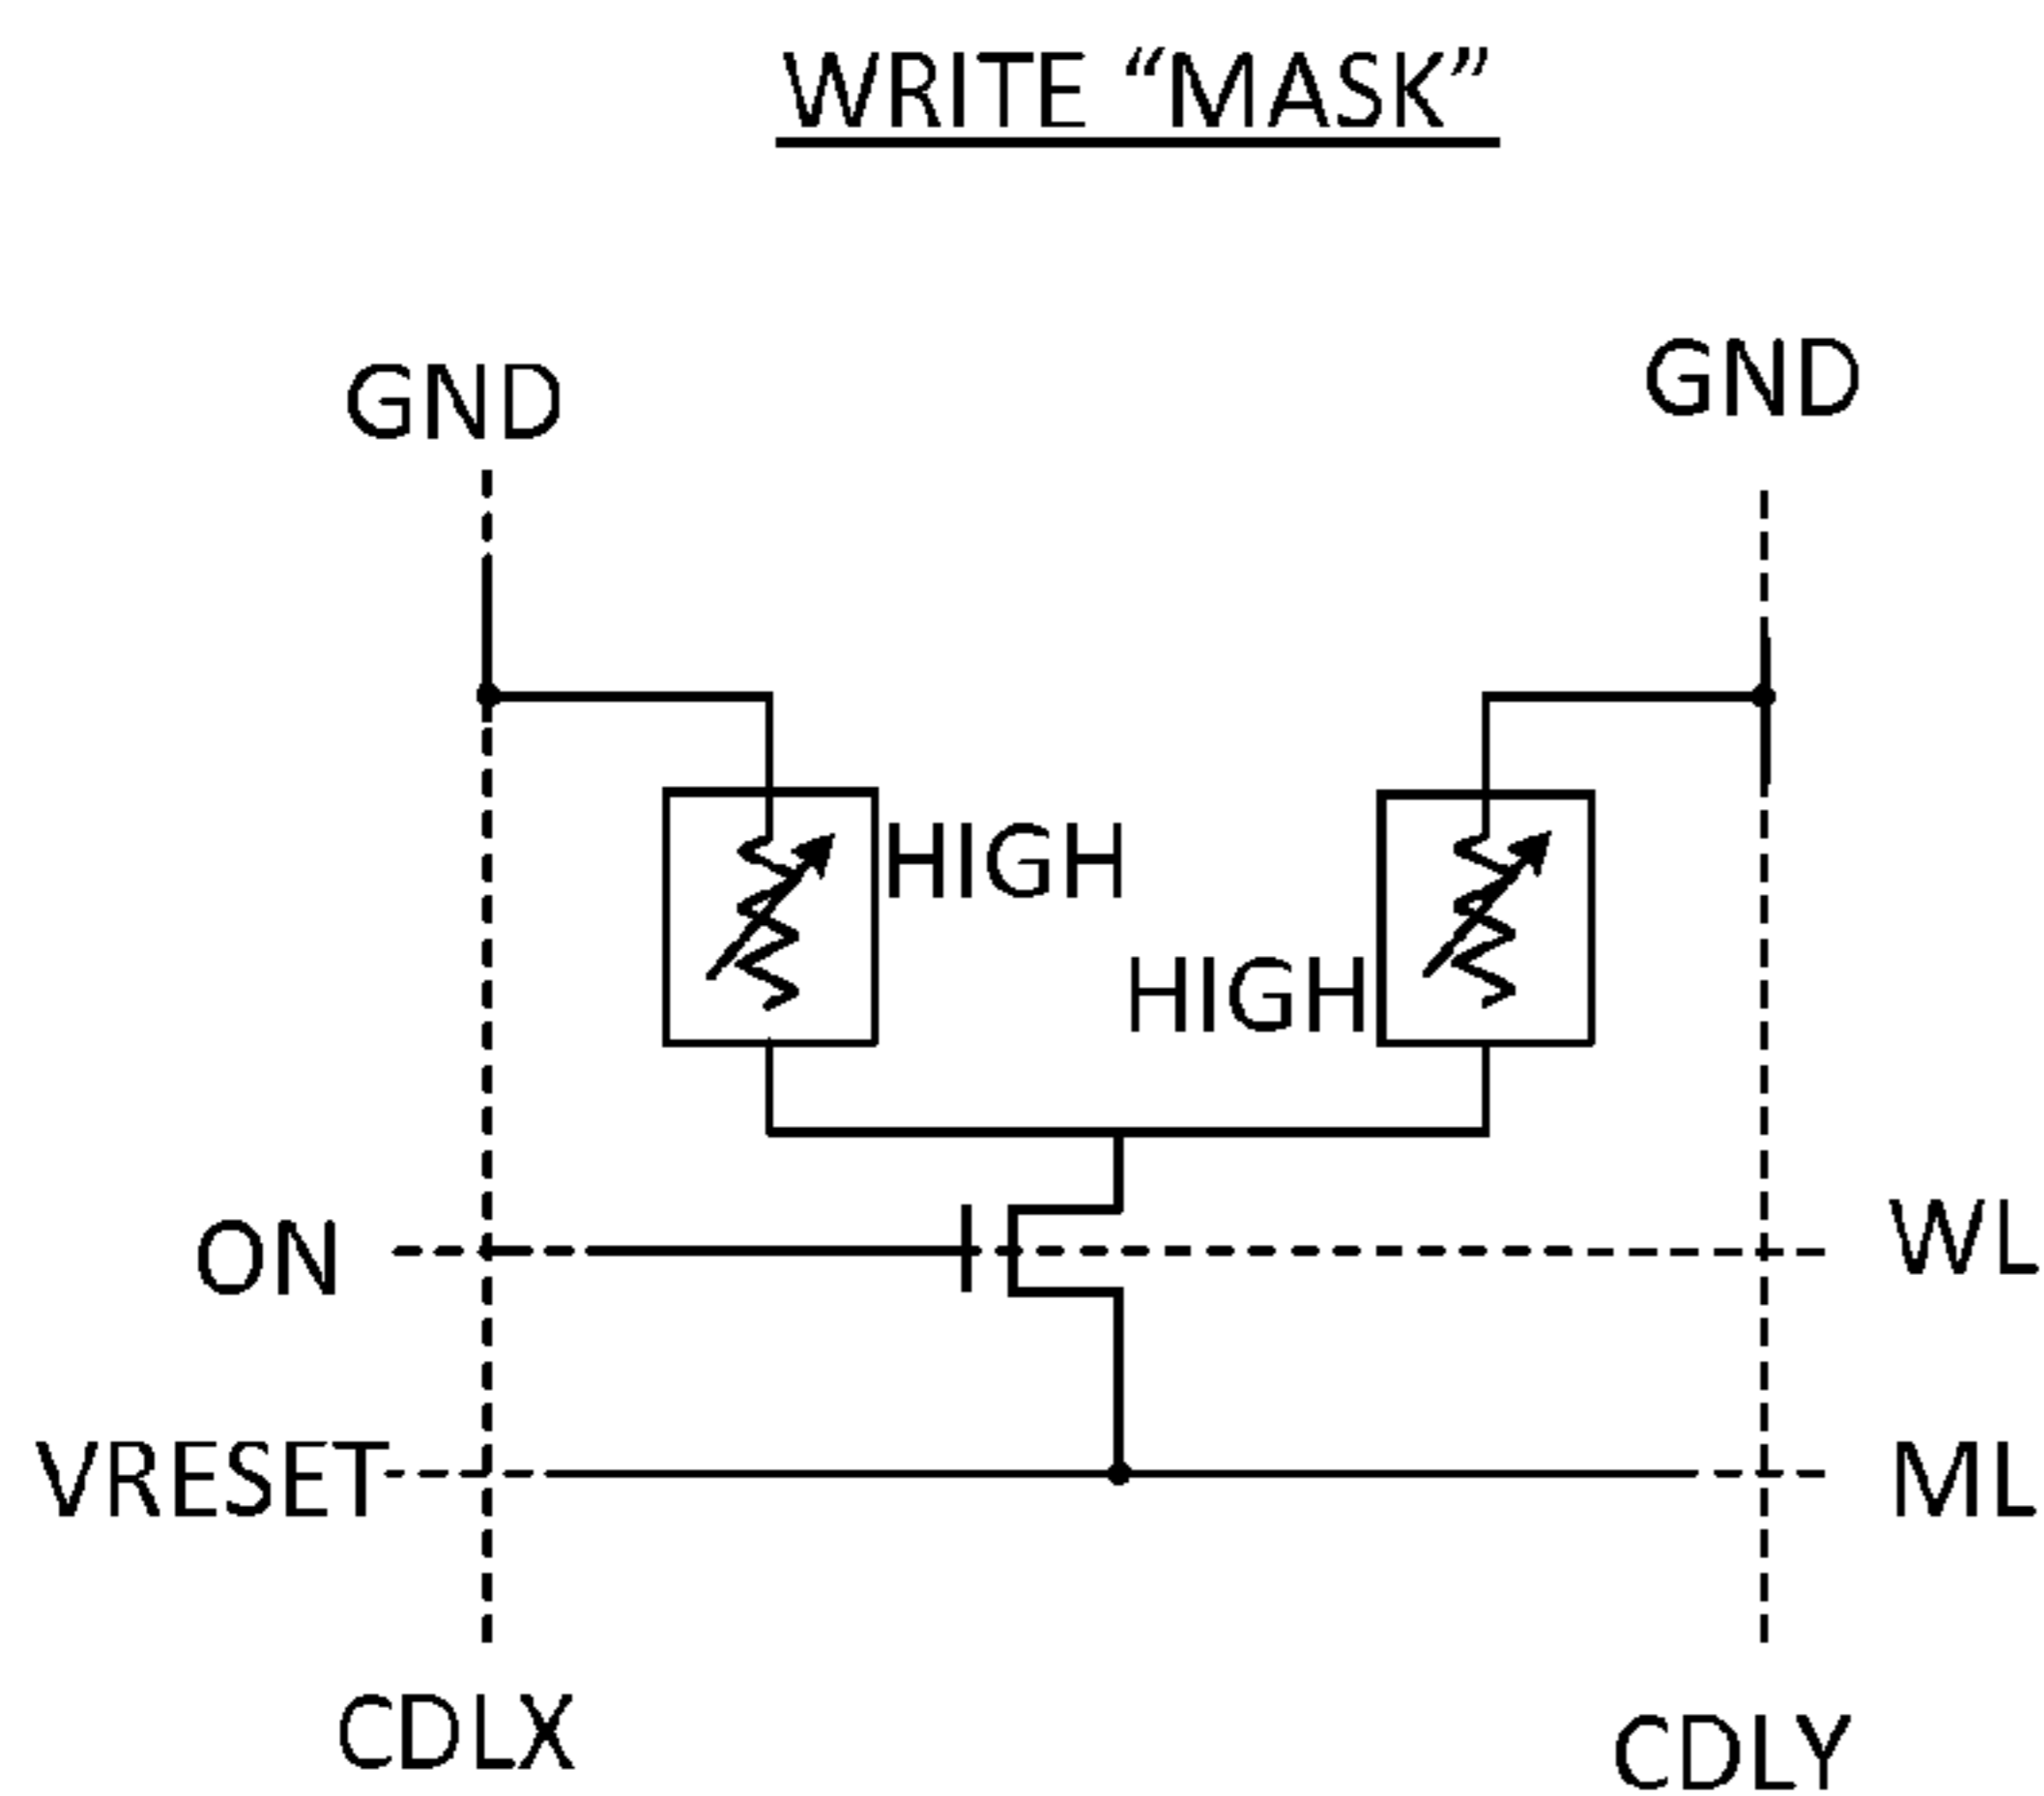 WRITE “MASK”
GND
GND
HIGH
HIGH
ON
WL
VRESET
ML
CDLX
CDLY